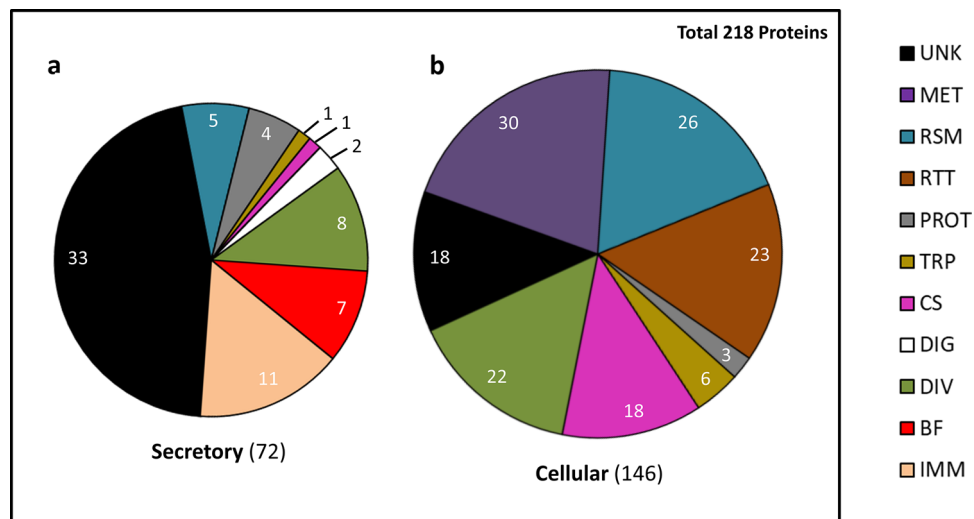 Total 218 Proteins
a
5
4
1
1
2
8
7
11
33
Secretory (72)
b
30
26
23
3
6
18
22
18
Cellular (146)
UNK
MET
RSM
RTT
PROT
TRP
CS
DIG
DIV
BF
IMM